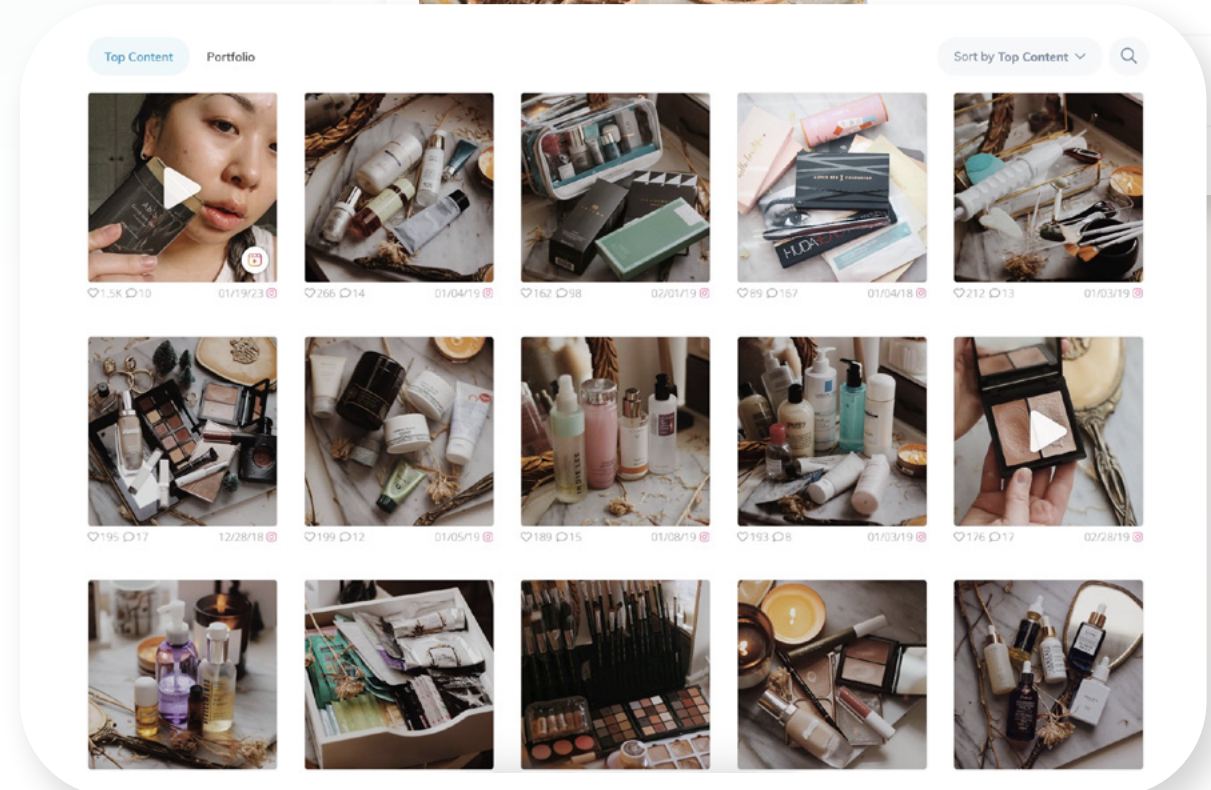 Top Content
Portfolio
Sort by Top Content
1.5K 10 01/19/23
266 14 01/04/19
162 98 02/01/19
89 157 01/04/18
212 13 01/03/19
HUDA
195 17 12/28/18
199 12 01/05/19
189 15 01/08/19
193 8 01/03/19
176 17 02/28/19